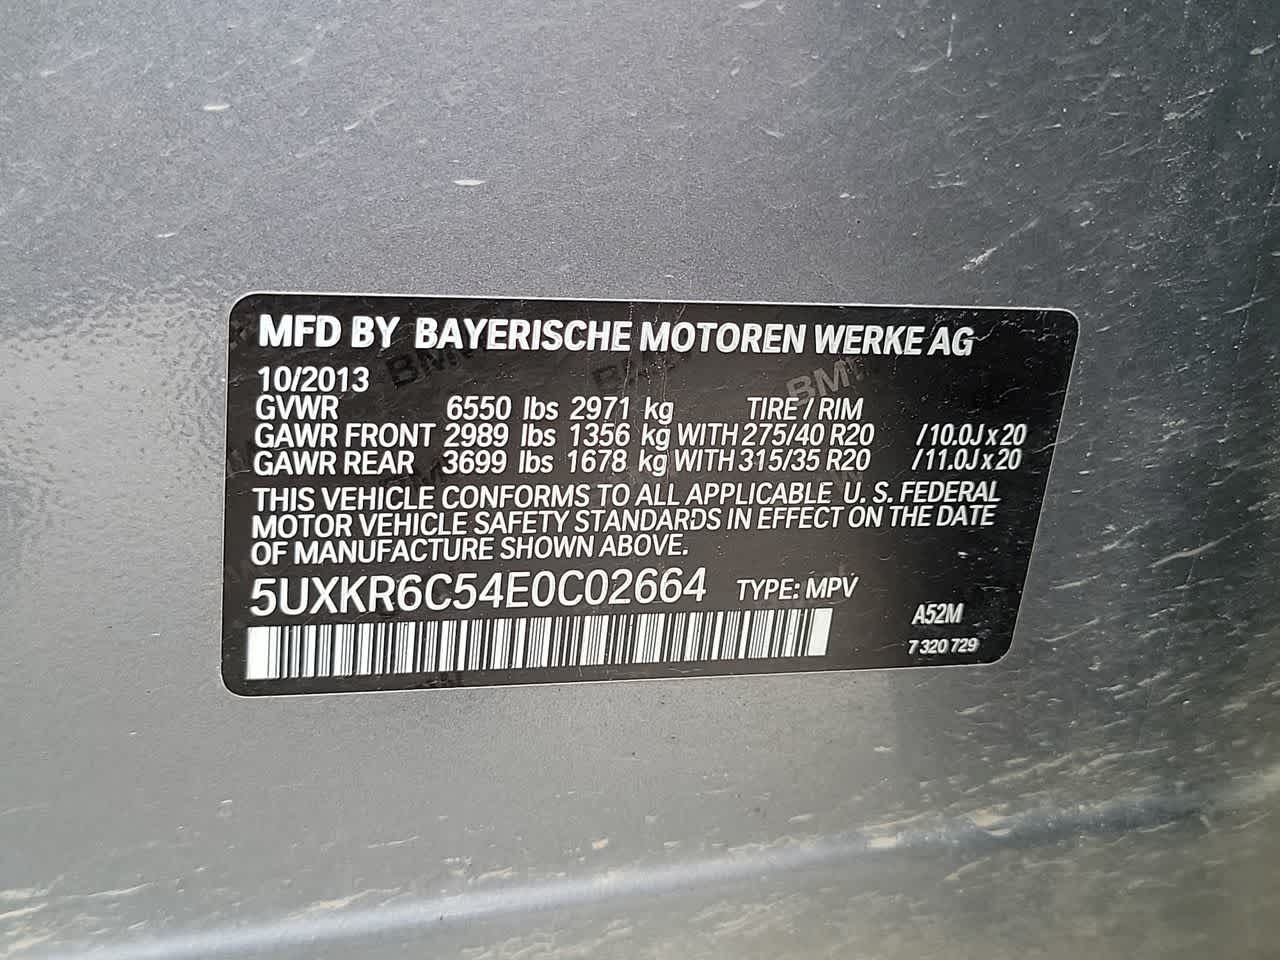 MFD BY BAYERISCHE MOTOREN WERKE AG
10/2013
GVWR 6550 lbs 2971 kg TIRE / RIM
GAWR FRONT 2989 lbs 1356 kg WITH 275/40 R20 /10.0J x 20
GAWR REAR 3699 lbs 1678 kg WITH 315/35 R20 /11.0J x 20
THIS VEHICLE CONFORMS TO ALL APPLICABLE U. S. FEDERAL
MOTOR VEHICLE SAFETY STANDARDS IN EFFECT ON THE DATE
OF MANUFACTURE SHOWN ABOVE.
5UXKR6C54E0C02664 TYPE: MPV
A52M
7 320 729